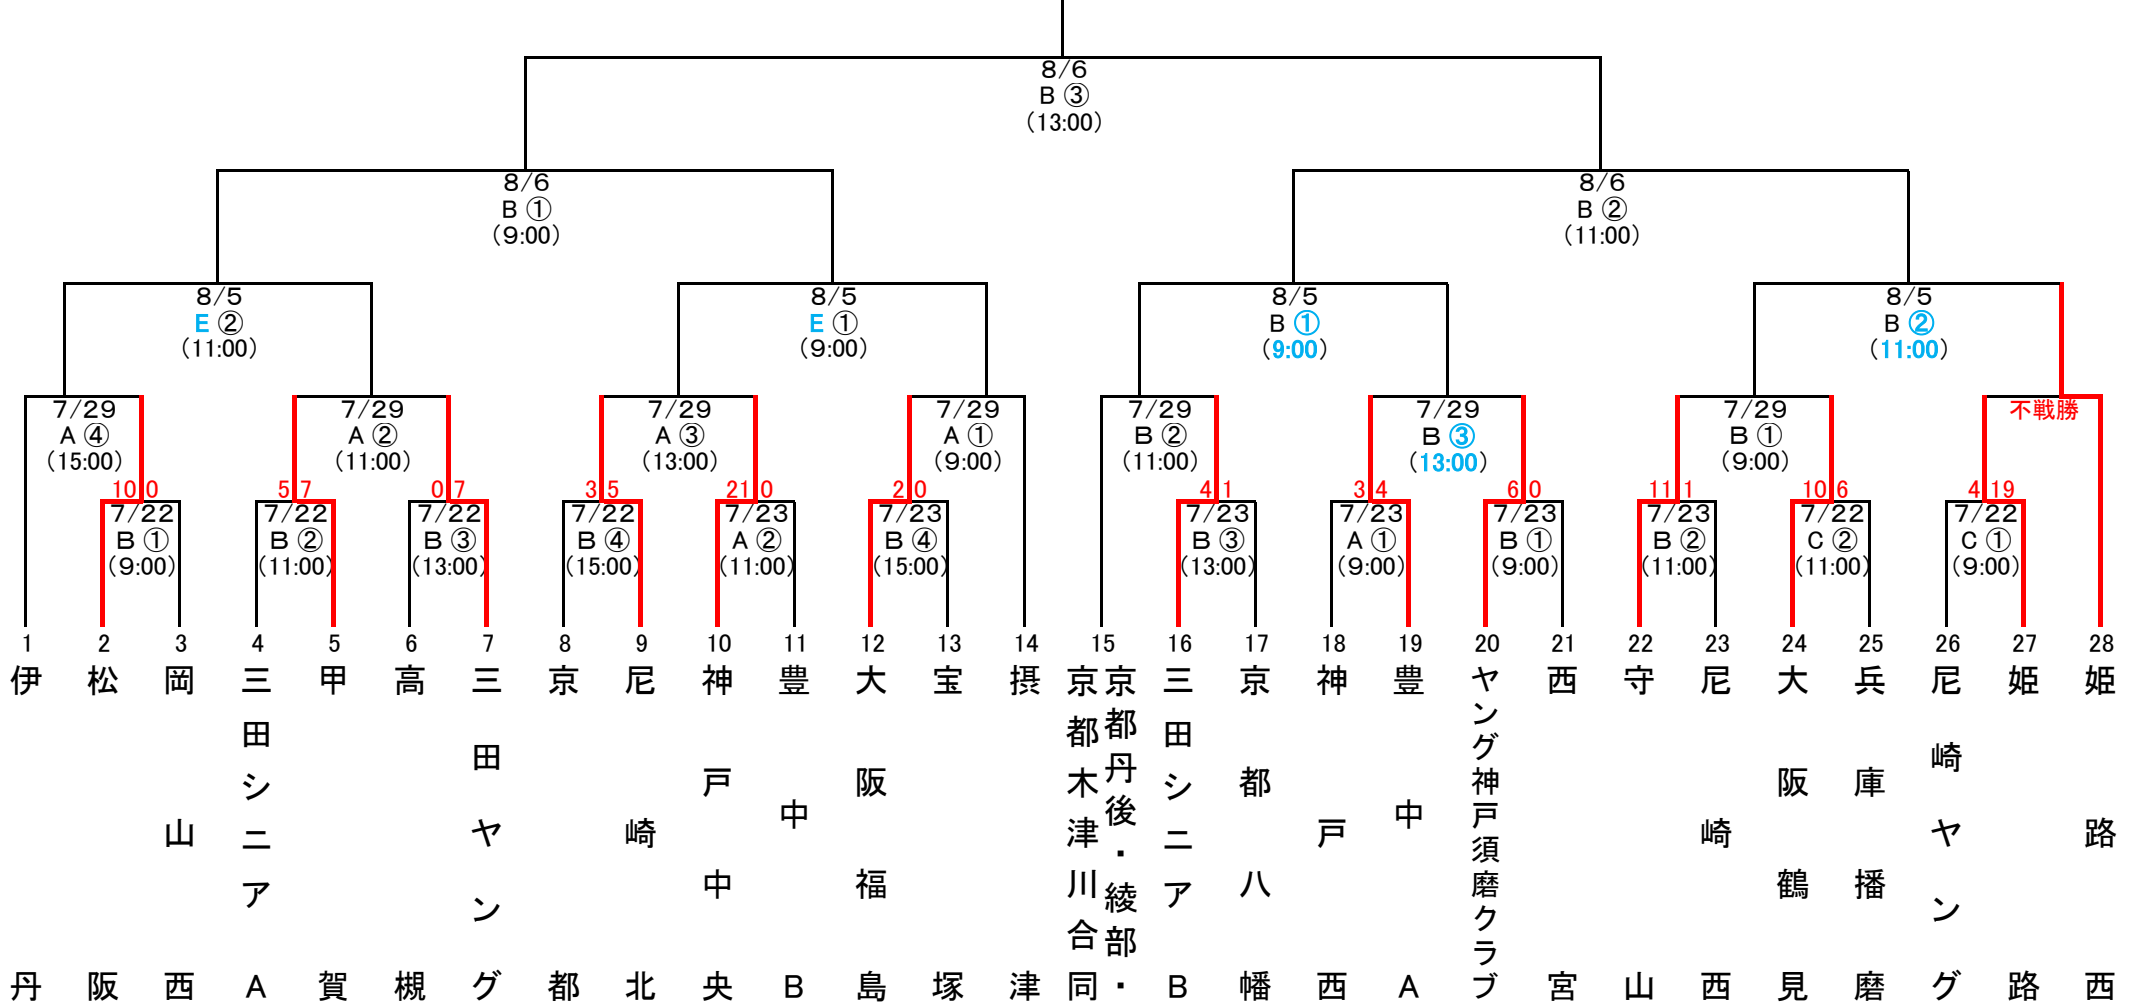 8/6
B ③
(13:00)
8/6
B ①
(9:00)
8/6
B ②
(11:00)
8/5
E ②
(11:00)
8/5
E ①
(9:00)
8/5
B ①
(9:00)
8/5
B ②
(11:00)
7/29
A ④
(15:00)
7/29
A ②
(11:00)
7/29
A ③
(13:00)
7/29
A ①
(9:00)
7/29
B ②
(11:00)
7/29
B ③
(13:00)
7/29
B ①
(9:00)
不戦勝
10 0
7/22
B ①
(9:00)
5 7
7/22
B ②
(11:00)
0 7
7/22
B ③
(13:00)
3 5
7/22
B ④
(15:00)
21 0
7/23
A ②
(11:00)
2 0
7/23
B ④
(15:00)
4 1
7/23
B ③
(13:00)
3 4
7/23
A ①
(9:00)
6 0
7/23
B ①
(9:00)
11 1
7/23
B ②
(11:00)
10 6
7/22
C ②
(11:00)
4 19
7/22
C ①
(9:00)
1
伊丹
2
松阪
3
岡山西
4
三田シニアA
5
甲賀
6
高槻
7
三田ヤング
8
京都
9
尼崎北
10
神戸中央
11
豊中B
12
大阪福島
13
宝塚
14
摂津
15
京都丹後・綾部・
京都木津川合同
16
三田シニアB
17
京都八幡
18
神戸西
19
豊中A
20
ヤング神戸須磨クラブ
21
西宮
22
守山
23
尼崎西
24
大阪鶴見
25
兵庫播磨
26
尼崎ヤング
27
姫路
28
姫路西